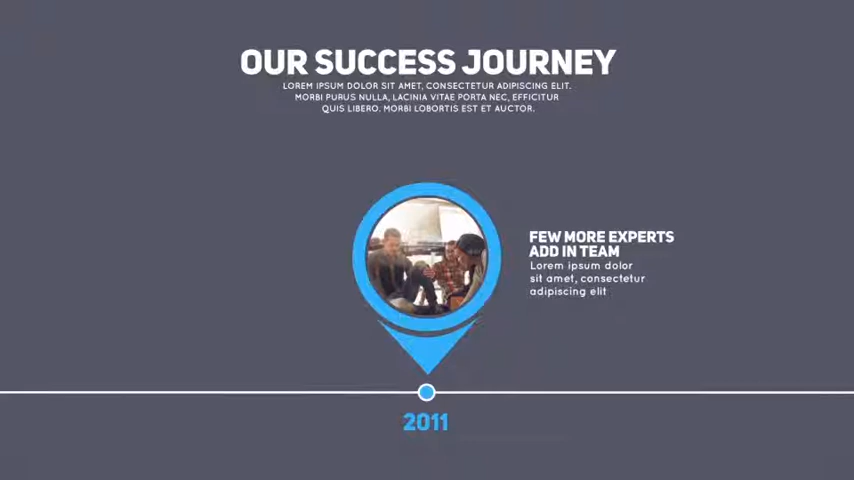 OUR SUCCESS JOURNEY
LOREM IPSUM DOLOR SIT AMET, CONSECTETUR ADIPISCING ELIT.
MORBI PURUS NULLA, LACINIA VITAE PORTA NEC, EFFICITUR
QUIS LIBERO. MORBI LOBORTIS EST ET AUCTOR.
FEW MORE EXPERTS
ADD IN TEAM
Lorem ipsum dolor
sit amet, consectetur
adipiscing elit
2011